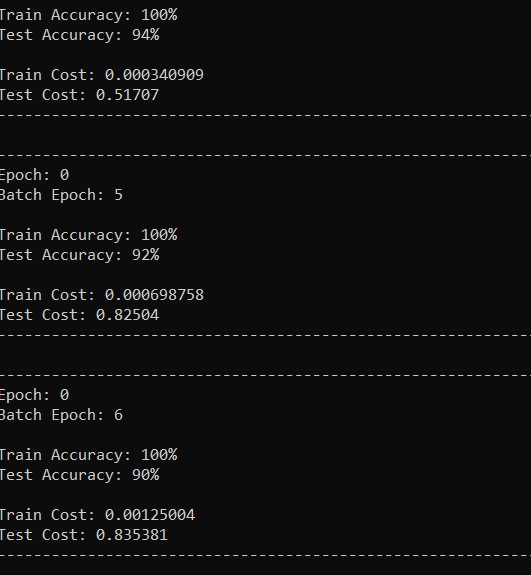 Train Accuracy: 100%
Test Accuracy: 94%
Train Cost: 0.000340909
Test Cost: 0.51707
--------------------------------------------------------------
--------------------------------------------------------------
Epoch: 0
Batch Epoch: 5
Train Accuracy: 100%
Test Accuracy: 92%
Train Cost: 0.000698758
Test Cost: 0.82504
--------------------------------------------------------------
--------------------------------------------------------------
Epoch: 0
Batch Epoch: 6
Train Accuracy: 100%
Test Accuracy: 90%
Train Cost: 0.00125004
Test Cost: 0.835381
--------------------------------------------------------------